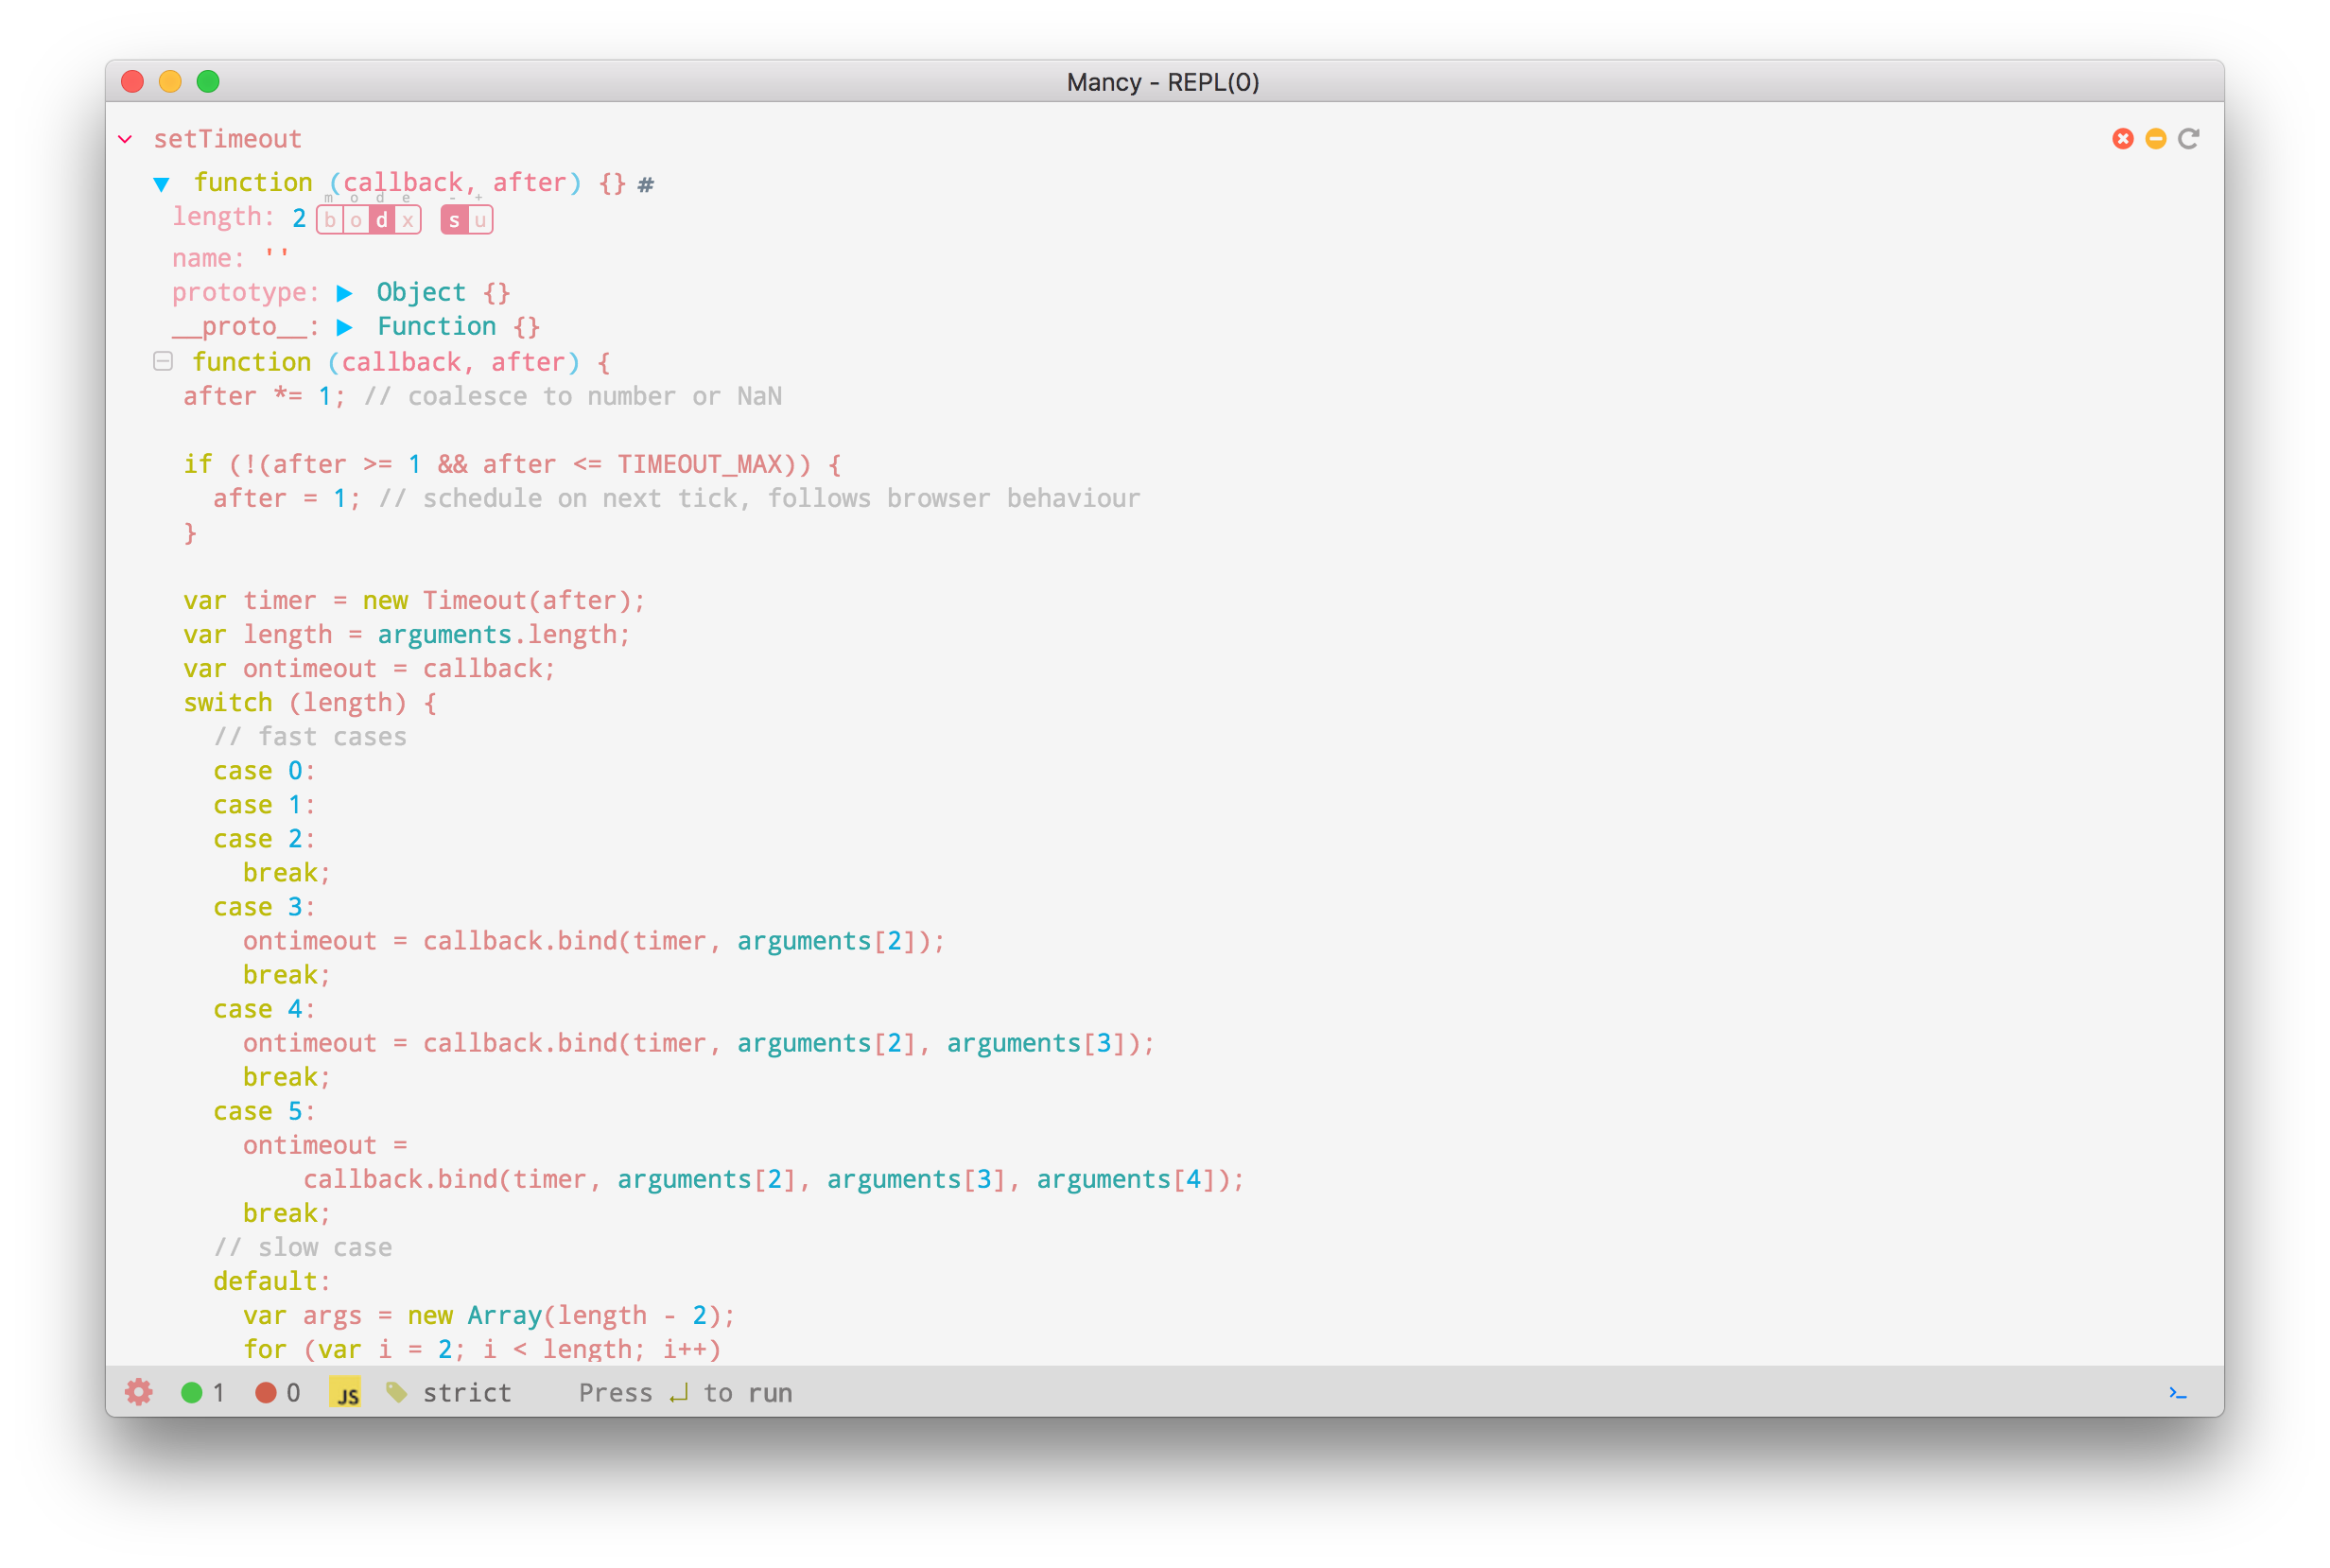 Mancy - REPL(0)
setTimeout
function (callback, after) {} #
m o d e - +
length: 2 b o d x s u
name: ''
prototype: ▶ Object {}
__proto__: ▶ Function {}
function (callback, after) {
after *= 1; // coalesce to number or NaN
if (!(after >= 1 && after <= TIMEOUT_MAX)) {
after = 1; // schedule on next tick, follows browser behaviour
}
var timer = new Timeout(after);
var length = arguments.length;
var ontimeout = callback;
switch (length) {
// fast cases
case 0:
case 1:
case 2:
break;
case 3:
ontimeout = callback.bind(timer, arguments[2]);
break;
case 4:
ontimeout = callback.bind(timer, arguments[2], arguments[3]);
break;
case 5:
ontimeout =
callback.bind(timer, arguments[2], arguments[3], arguments[4]);
break;
// slow case
default:
var args = new Array(length - 2);
for (var i = 2; i < length; i++)
1 0 JS strict Press ↵ to run >_